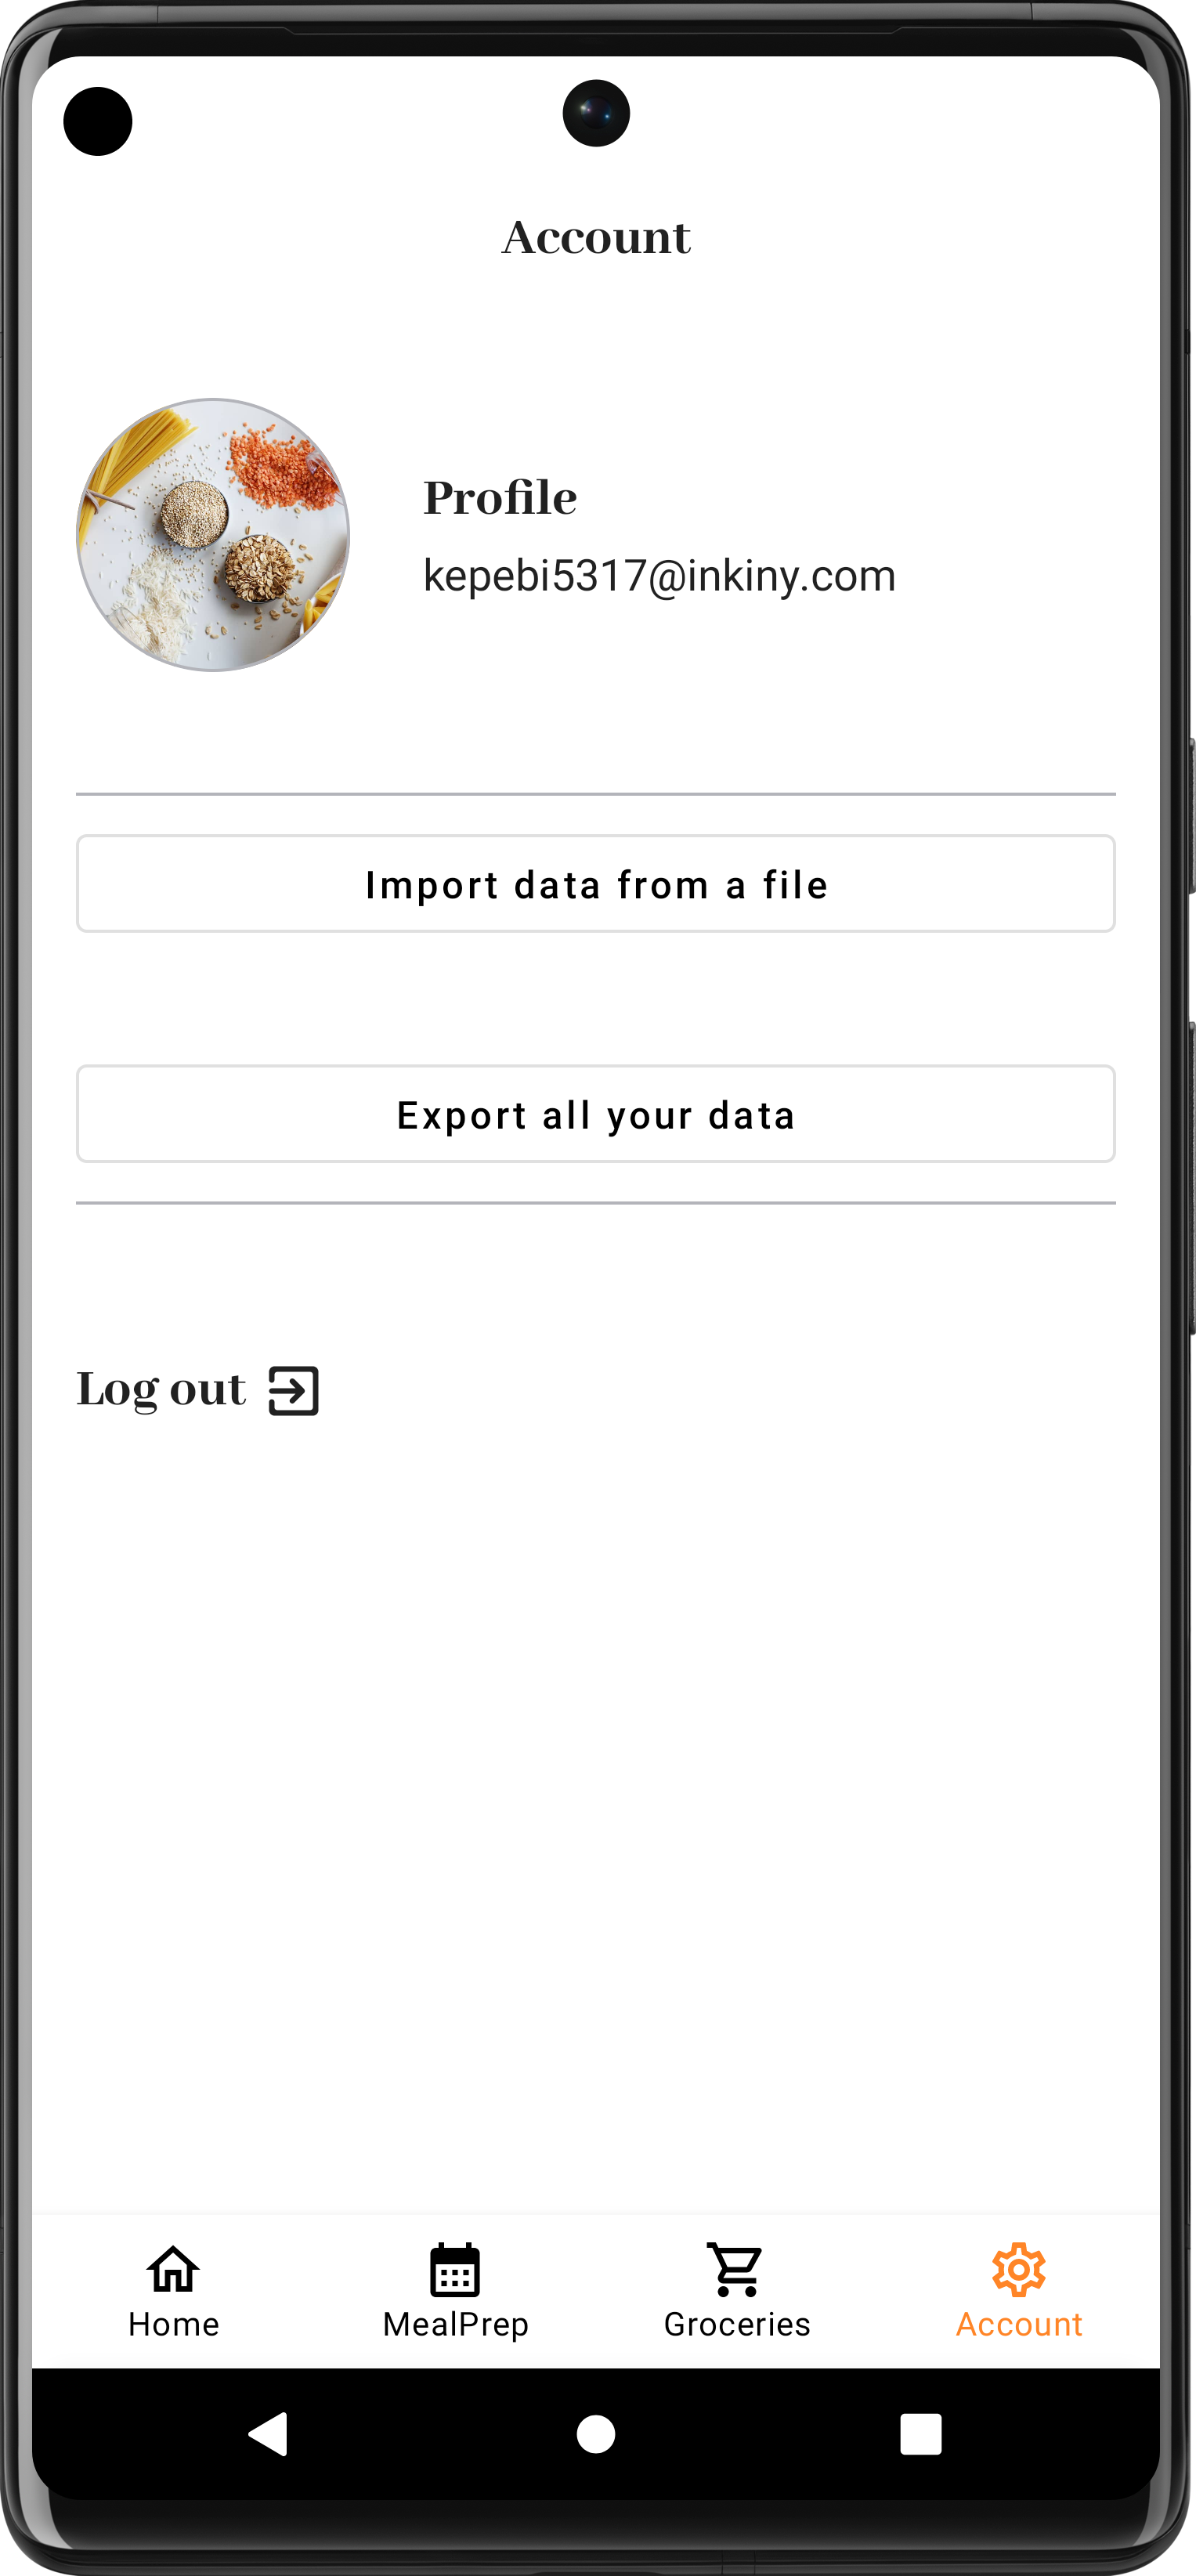 Account
Profile
kepebi5317@inkiny.com
Import data from a file
Export all your data
Log out
Home MealPrep Groceries Account